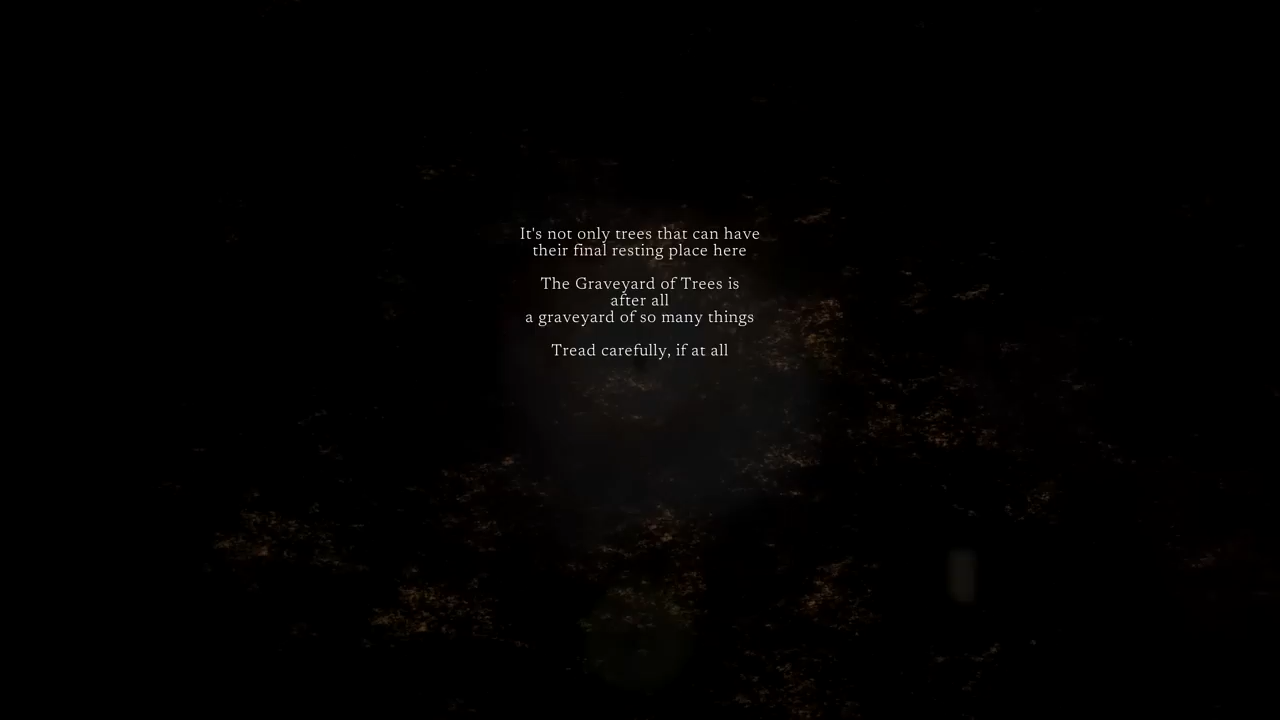 It's not only trees that can have
their final resting place here
The Graveyard of Trees is
after all
a graveyard of so many things
Tread carefully, if at all